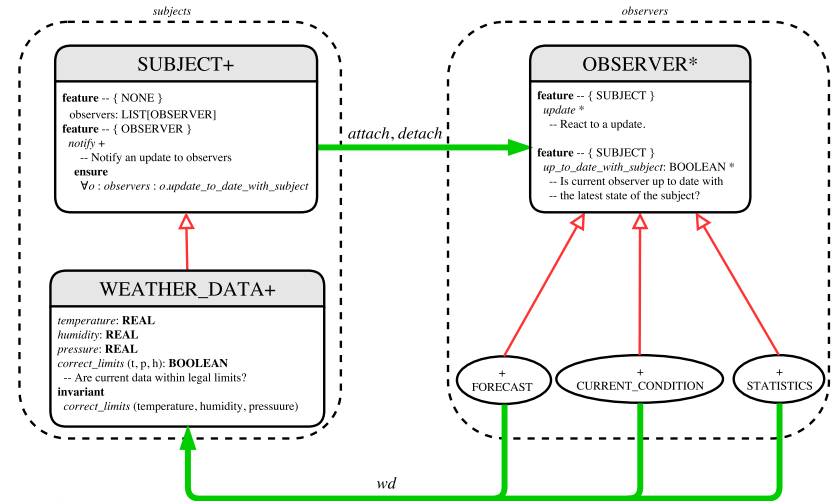 subjects
SUBJECT+
feature -- { NONE }
observers: LIST[OBSERVER]
feature -- { OBSERVER }
notify +
-- Notify an update to observers
ensure
∀o : observers : o.update_to_date_with_subject
WEATHER_DATA+
temperature: REAL
humidity: REAL
pressure: REAL
correct_limits (t, p, h): BOOLEAN
-- Are current data within legal limits?
invariant
correct_limits (temperature, humidity, pressuure)
attach, detach
observers
OBSERVER*
feature -- { SUBJECT }
update *
-- React to a update.
feature -- { SUBJECT }
up_to_date_with_subject: BOOLEAN *
-- Is current observer up to date with
-- the latest state of the subject?
+
FORECAST
+
CURRENT_CONDITION
+
STATISTICS
wd